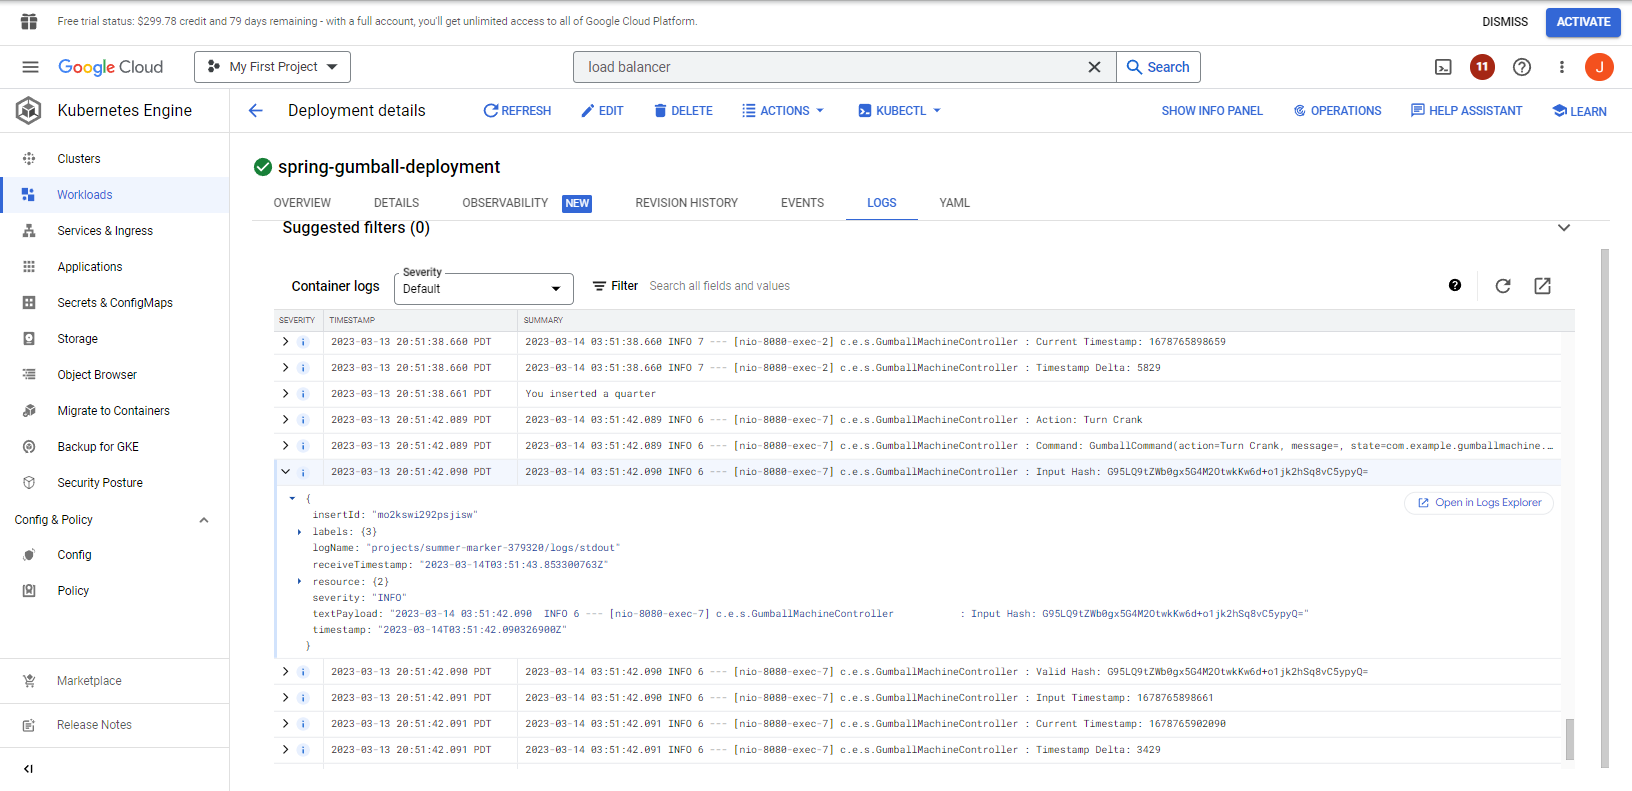 Free trial status: $299.78 credit and 79 days remaining - with a full account, you'll get unlimited access to all of Google Cloud Platform.
DISMISS
ACTIVATE
Google Cloud
My First Project
load balancer
Search
11
J
Kubernetes Engine
Deployment details
REFRESH
EDIT
DELETE
ACTIONS
KUBECTL
SHOW INFO PANEL
OPERATIONS
HELP ASSISTANT
LEARN
Clusters
Workloads
Services & Ingress
Applications
Secrets & ConfigMaps
Storage
Object Browser
Migrate to Containers
Backup for GKE
Security Posture
Config & Policy
Config
Policy
Marketplace
Release Notes
spring-gumball-deployment
OVERVIEW
DETAILS
OBSERVABILITY
NEW
REVISION HISTORY
EVENTS
LOGS
YAML
Suggested filters (0)
Container logs
Severity
Default
Filter
Search all fields and values
SEVERITY TIMESTAMP SUMMARY
2023-03-13 20:51:38.660 PDT 2023-03-14 03:51:38.660 INFO 7 --- [nio-8080-exec-2] c.e.s.GumballMachineController : Current Timestamp: 1678765898659
2023-03-13 20:51:38.660 PDT 2023-03-14 03:51:38.660 INFO 7 --- [nio-8080-exec-2] c.e.s.GumballMachineController : Timestamp Delta: 5829
2023-03-13 20:51:38.661 PDT You inserted a quarter
2023-03-13 20:51:42.089 PDT 2023-03-14 03:51:42.089 INFO 6 --- [nio-8080-exec-7] c.e.s.GumballMachineController : Action: Turn Crank
2023-03-13 20:51:42.089 PDT 2023-03-14 03:51:42.089 INFO 6 --- [nio-8080-exec-7] c.e.s.GumballMachineController : Command: GumballCommand(action=Turn Crank, message=, state=com.example.gumballmachine.…
2023-03-13 20:51:42.090 PDT 2023-03-14 03:51:42.090 INFO 6 --- [nio-8080-exec-7] c.e.s.GumballMachineController : Input Hash: G95LQ9tZWb0gx5G4M2OtwkKw6d+o1jk2hSq8vC5ypyQ=
{
Open in Logs Explorer
insertId: "mo2kswi292psjisw"
labels: {3}
logName: "projects/summer-marker-379320/logs/stdout"
receiveTimestamp: "2023-03-14T03:51:43.853300763Z"
resource: {2}
severity: "INFO"
textPayload: "2023-03-14 03:51:42.090  INFO 6 --- [nio-8080-exec-7] c.e.s.GumballMachineController           : Input Hash: G95LQ9tZWb0gx5G4M2OtwkKw6d+o1jk2hSq8vC5ypyQ="
timestamp: "2023-03-14T03:51:42.090326900Z"
}
2023-03-13 20:51:42.090 PDT 2023-03-14 03:51:42.090 INFO 6 --- [nio-8080-exec-7] c.e.s.GumballMachineController : Valid Hash: G95LQ9tZWb0gx5G4M2OtwkKw6d+o1jk2hSq8vC5ypyQ=
2023-03-13 20:51:42.091 PDT 2023-03-14 03:51:42.091 INFO 6 --- [nio-8080-exec-7] c.e.s.GumballMachineController : Input Timestamp: 1678765898661
2023-03-13 20:51:42.091 PDT 2023-03-14 03:51:42.091 INFO 6 --- [nio-8080-exec-7] c.e.s.GumballMachineController : Current Timestamp: 1678765902090
2023-03-13 20:51:42.091 PDT 2023-03-14 03:51:42.091 INFO 6 --- [nio-8080-exec-7] c.e.s.GumballMachineController : Timestamp Delta: 3429